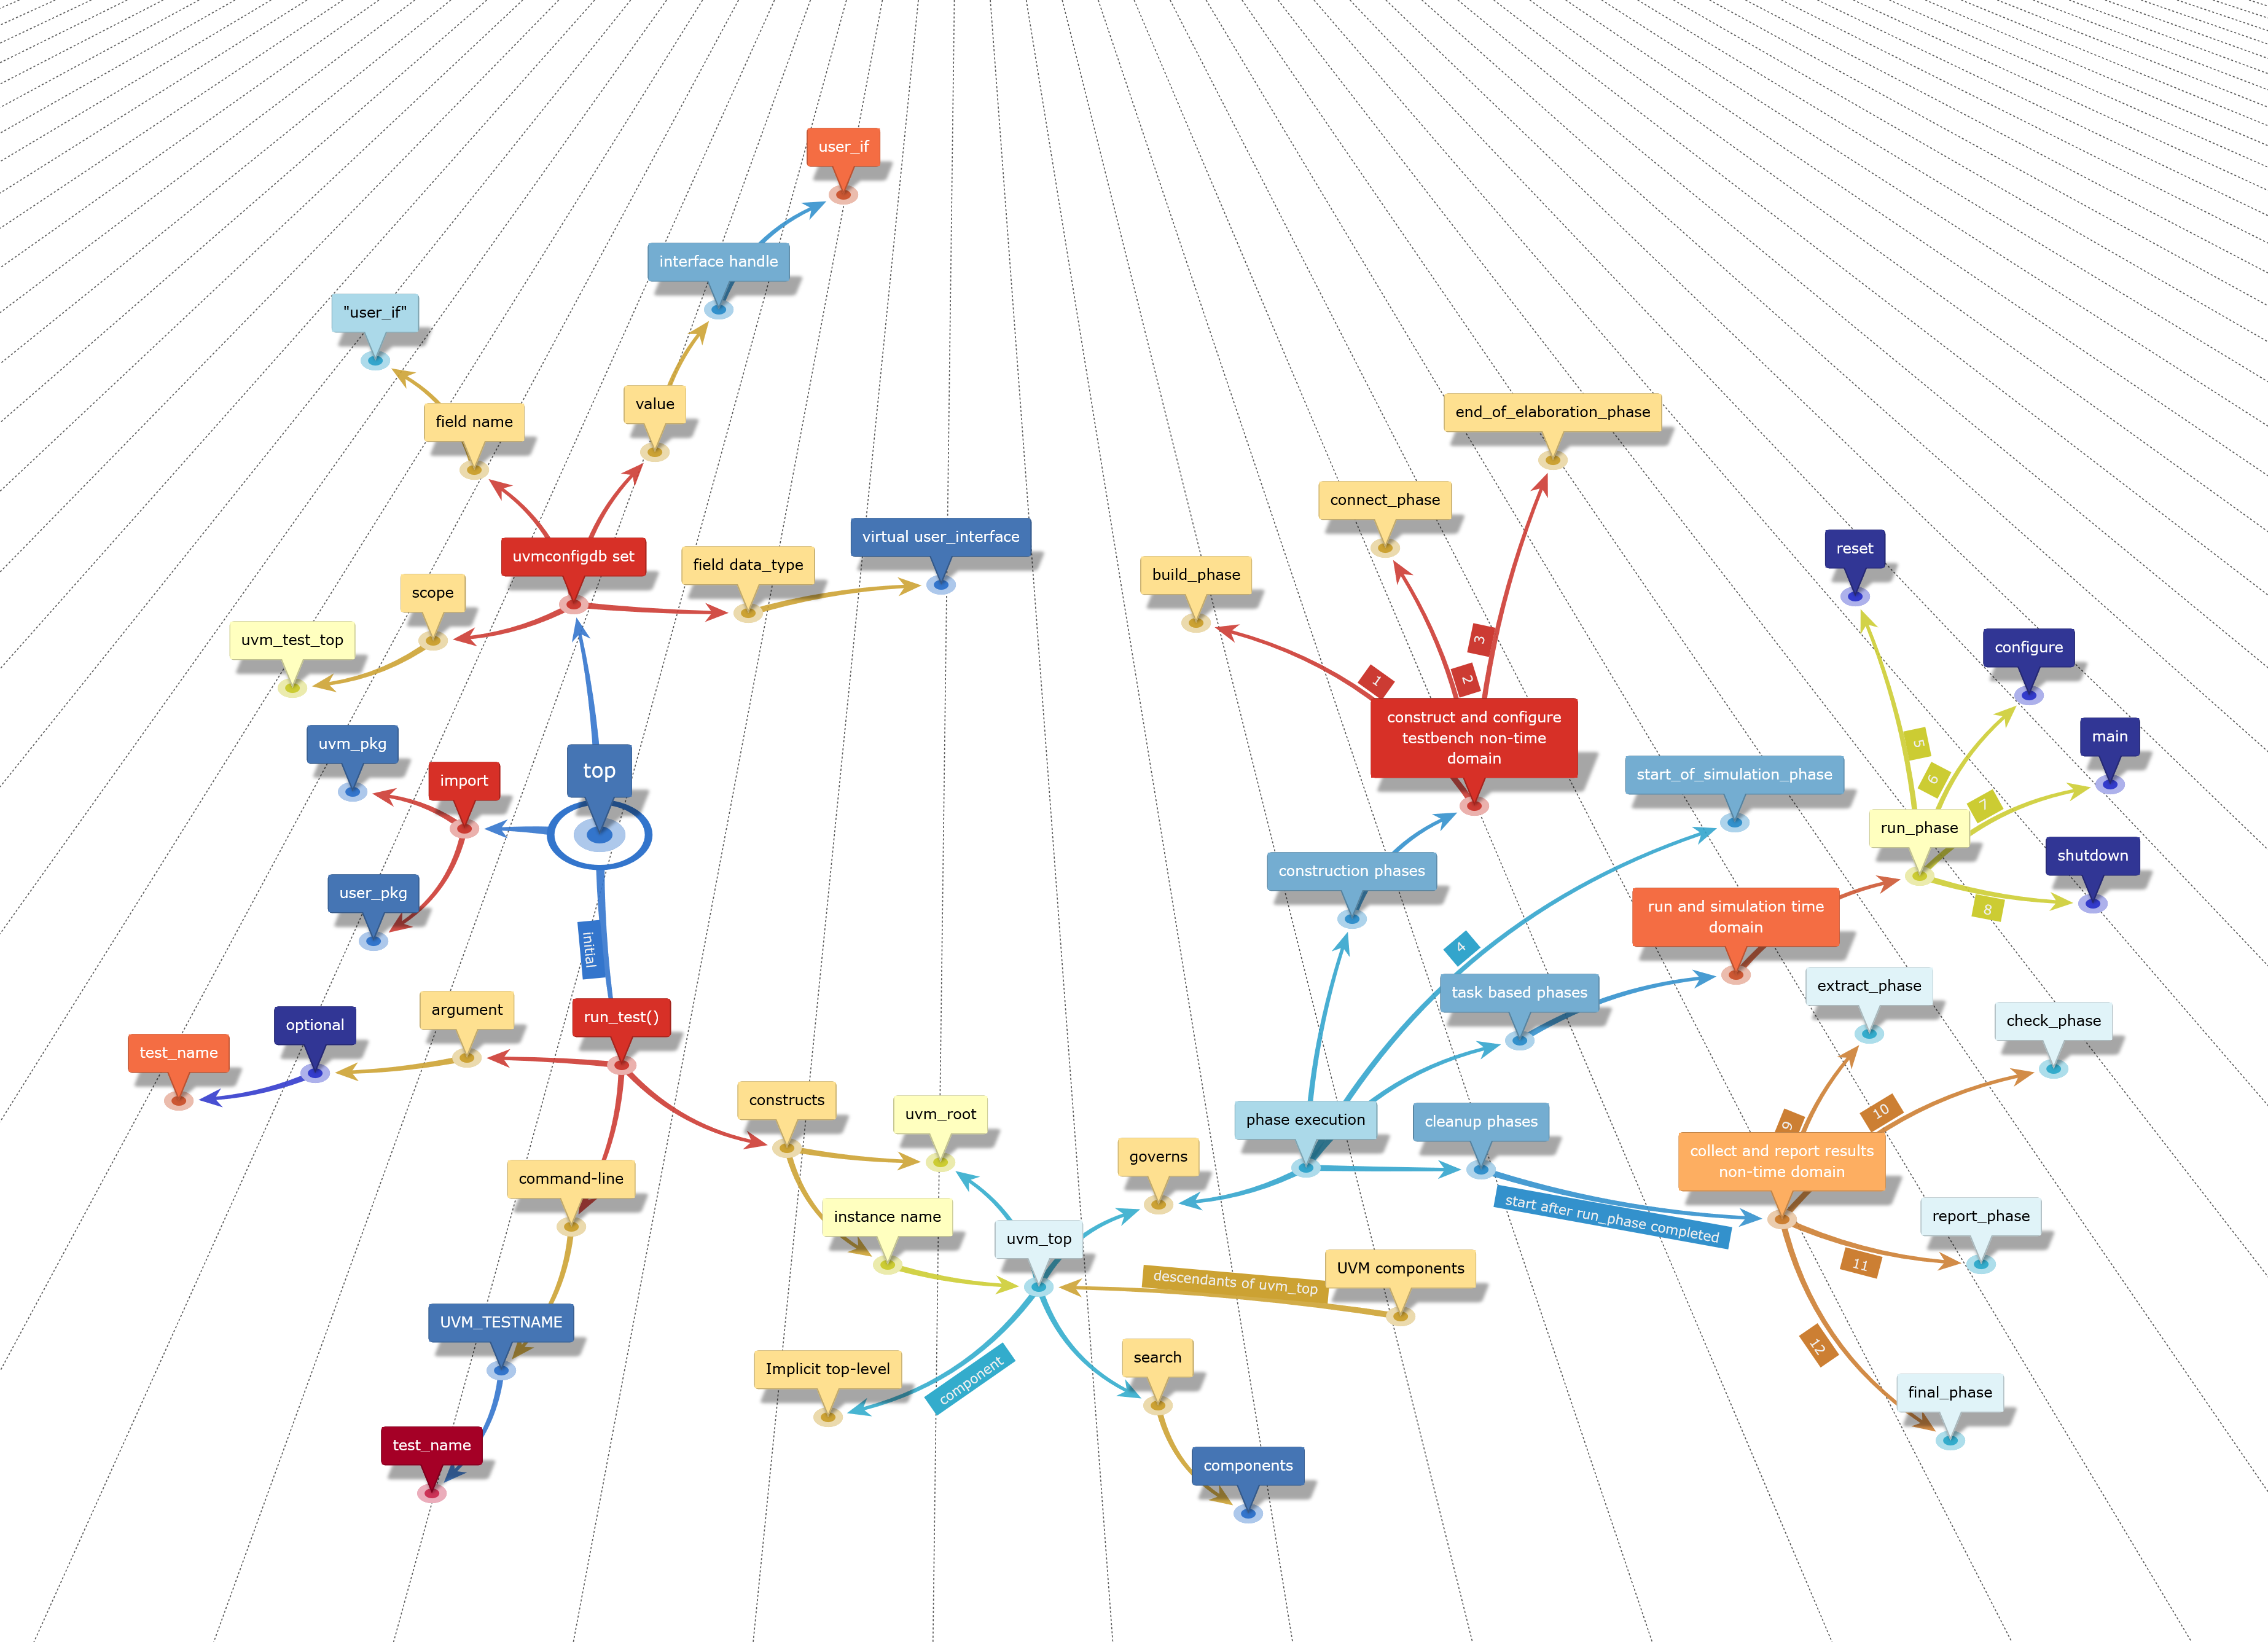 user_if
interface handle
"user_if"
value
field name
end_of_elaboration_phase
connect_phase
virtual user_interface
uvmconfigdb set
reset
field data_type
build_phase
scope
uvm_test_top
3
configure
2
1
construct and configure
testbench non-time
domain
main
uvm_pkg
5
top
import
start_of_simulation_phase
6
7
run_phase
shutdown
construction phases
user_pkg
run and simulation time
domain
8
initial
4
extract_phase
task based phases
argument
run_test()
optional
check_phase
test_name
constructs
uvm_root
phase execution
cleanup phases
10
9
collect and report results
non-time domain
governs
command-line
instance name
start after run_phase completed
report_phase
uvm_top
11
UVM components
descendants of uvm_top
UVM_TESTNAME
12
search
Implicit top-level
component
final_phase
test_name
components